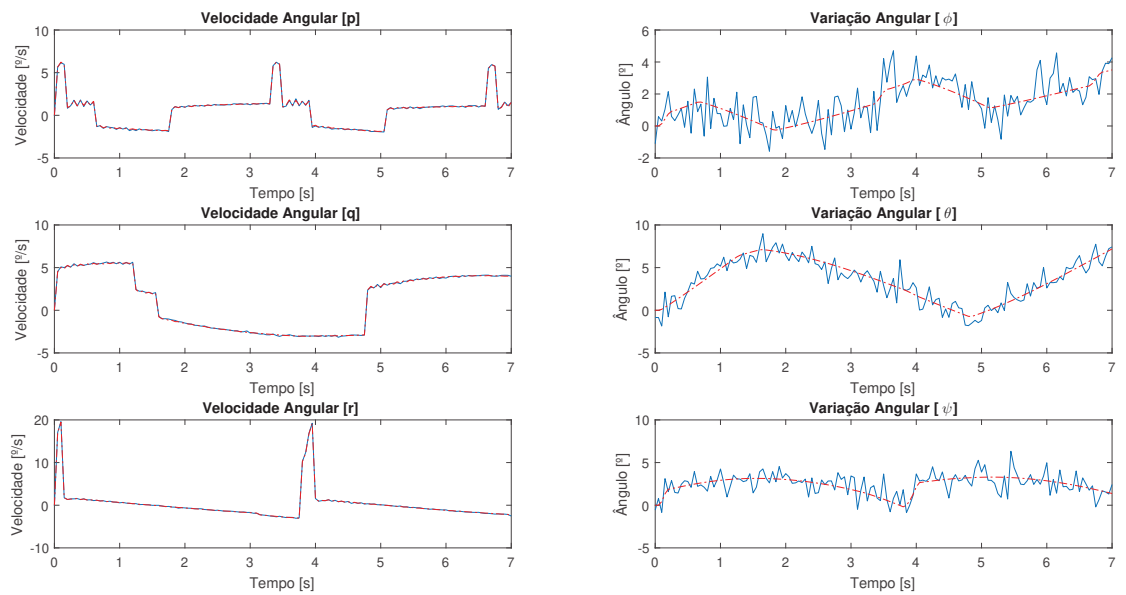 Velocidade Angular [p]
10
5
0
-5
Velocidade [º/s]
0 1 2 3 4 5 6 7
Tempo [s]
Variação Angular [ ϕ]
6
4
2
0
-2
Ângulo [º]
0 1 2 3 4 5 6 7
Tempo [s]
Velocidade Angular [q]
10
5
0
-5
Velocidade [º/s]
0 1 2 3 4 5 6 7
Tempo [s]
Variação Angular [ θ]
10
5
0
-5
Ângulo [º]
0 1 2 3 4 5 6 7
Tempo [s]
Velocidade Angular [r]
20
10
0
-10
Velocidade [º/s]
0 1 2 3 4 5 6 7
Tempo [s]
Variação Angular [ ψ]
10
5
0
-5
Ângulo [º]
0 1 2 3 4 5 6 7
Tempo [s]